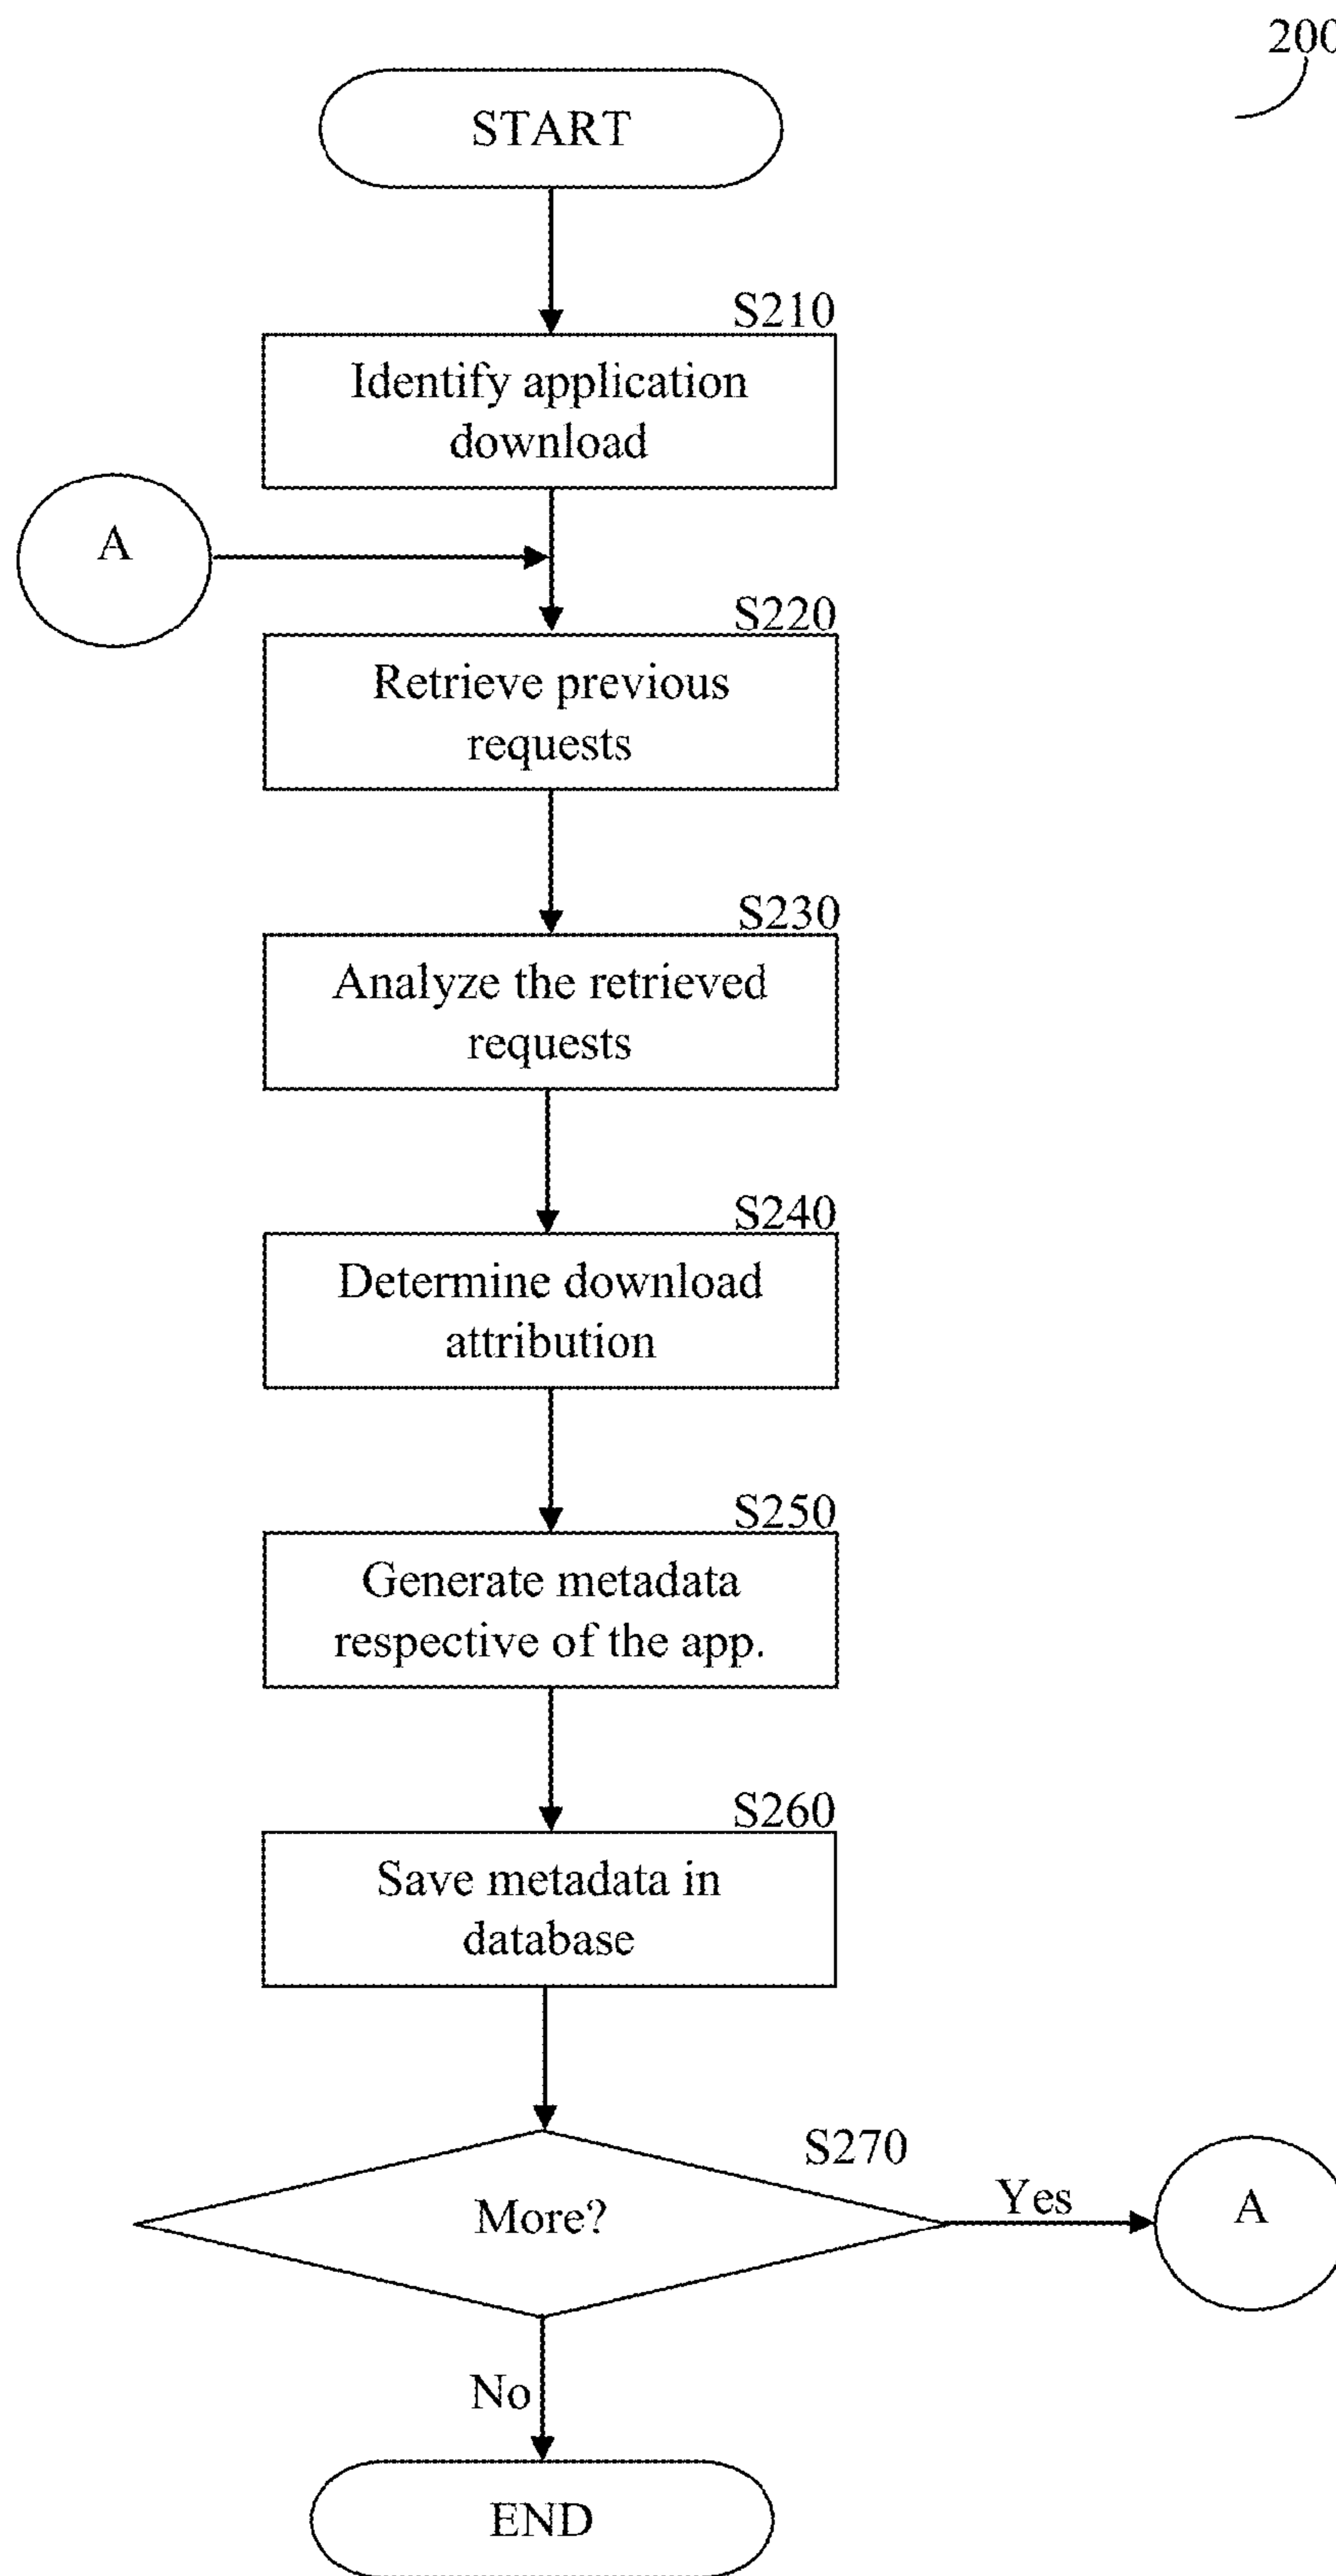 200
START
S210
Identify application
download
A
S220
Retrieve previous
requests
S230
Analyze the retrieved
requests
S240
Determine download
attribution
S250
Generate metadata
respective of the app.
S260
Save metadata in
database
S270
More?
Yes
A
No
END